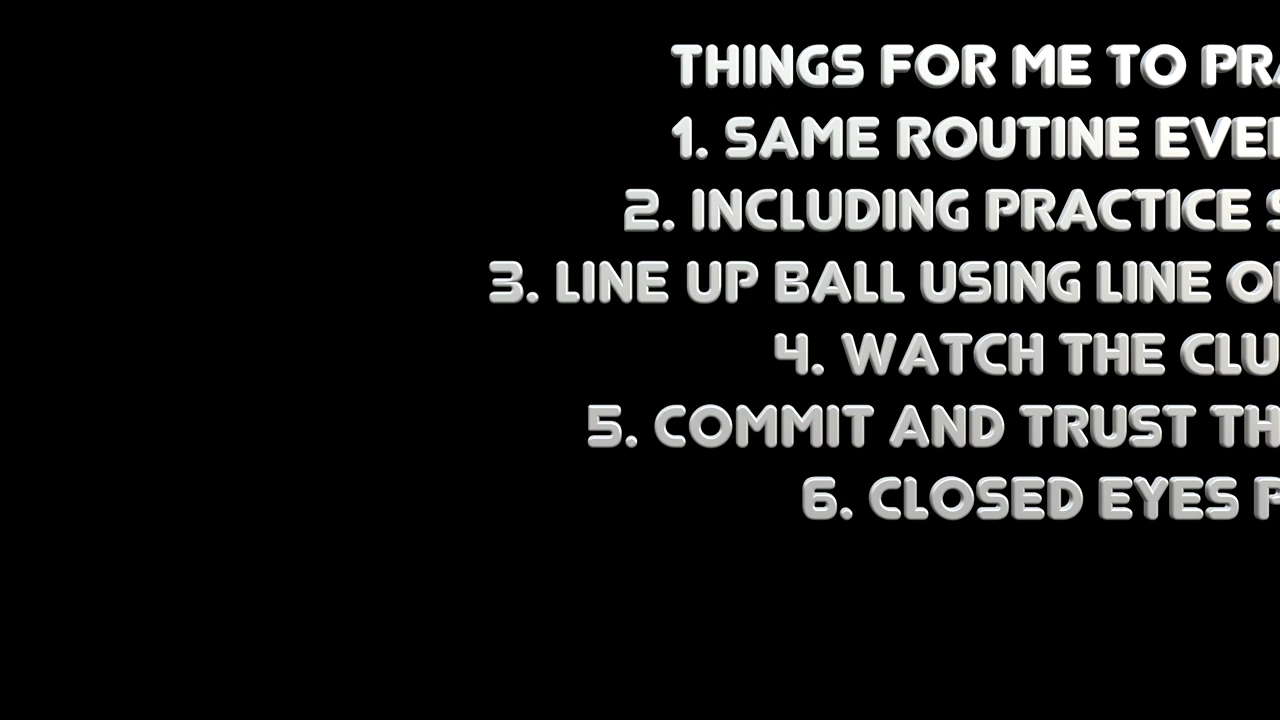 THINGS FOR ME TO
1. SAME ROUTINE
2. INCLUDING PRACTICE
3. LINE UP BALL USING LINE
4. WATCH THE
5. COMMIT AND TRUST
6. CLOSED EYES